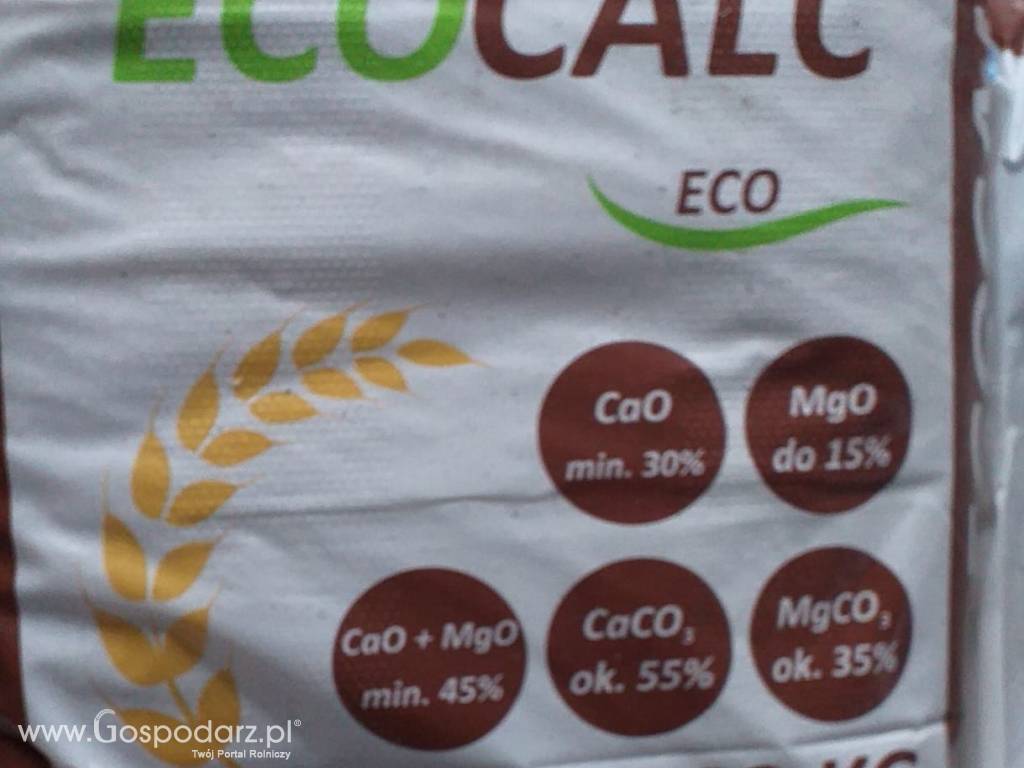 ECOCALC
ECO
CaO
min. 30%
MgO
do 15%
CaO + MgO
min. 45%
CaCO₃
ok. 55%
MgCO₃
ok. 35%
KG
www.Gospodarz.pl®
Twój Portal Rolniczy